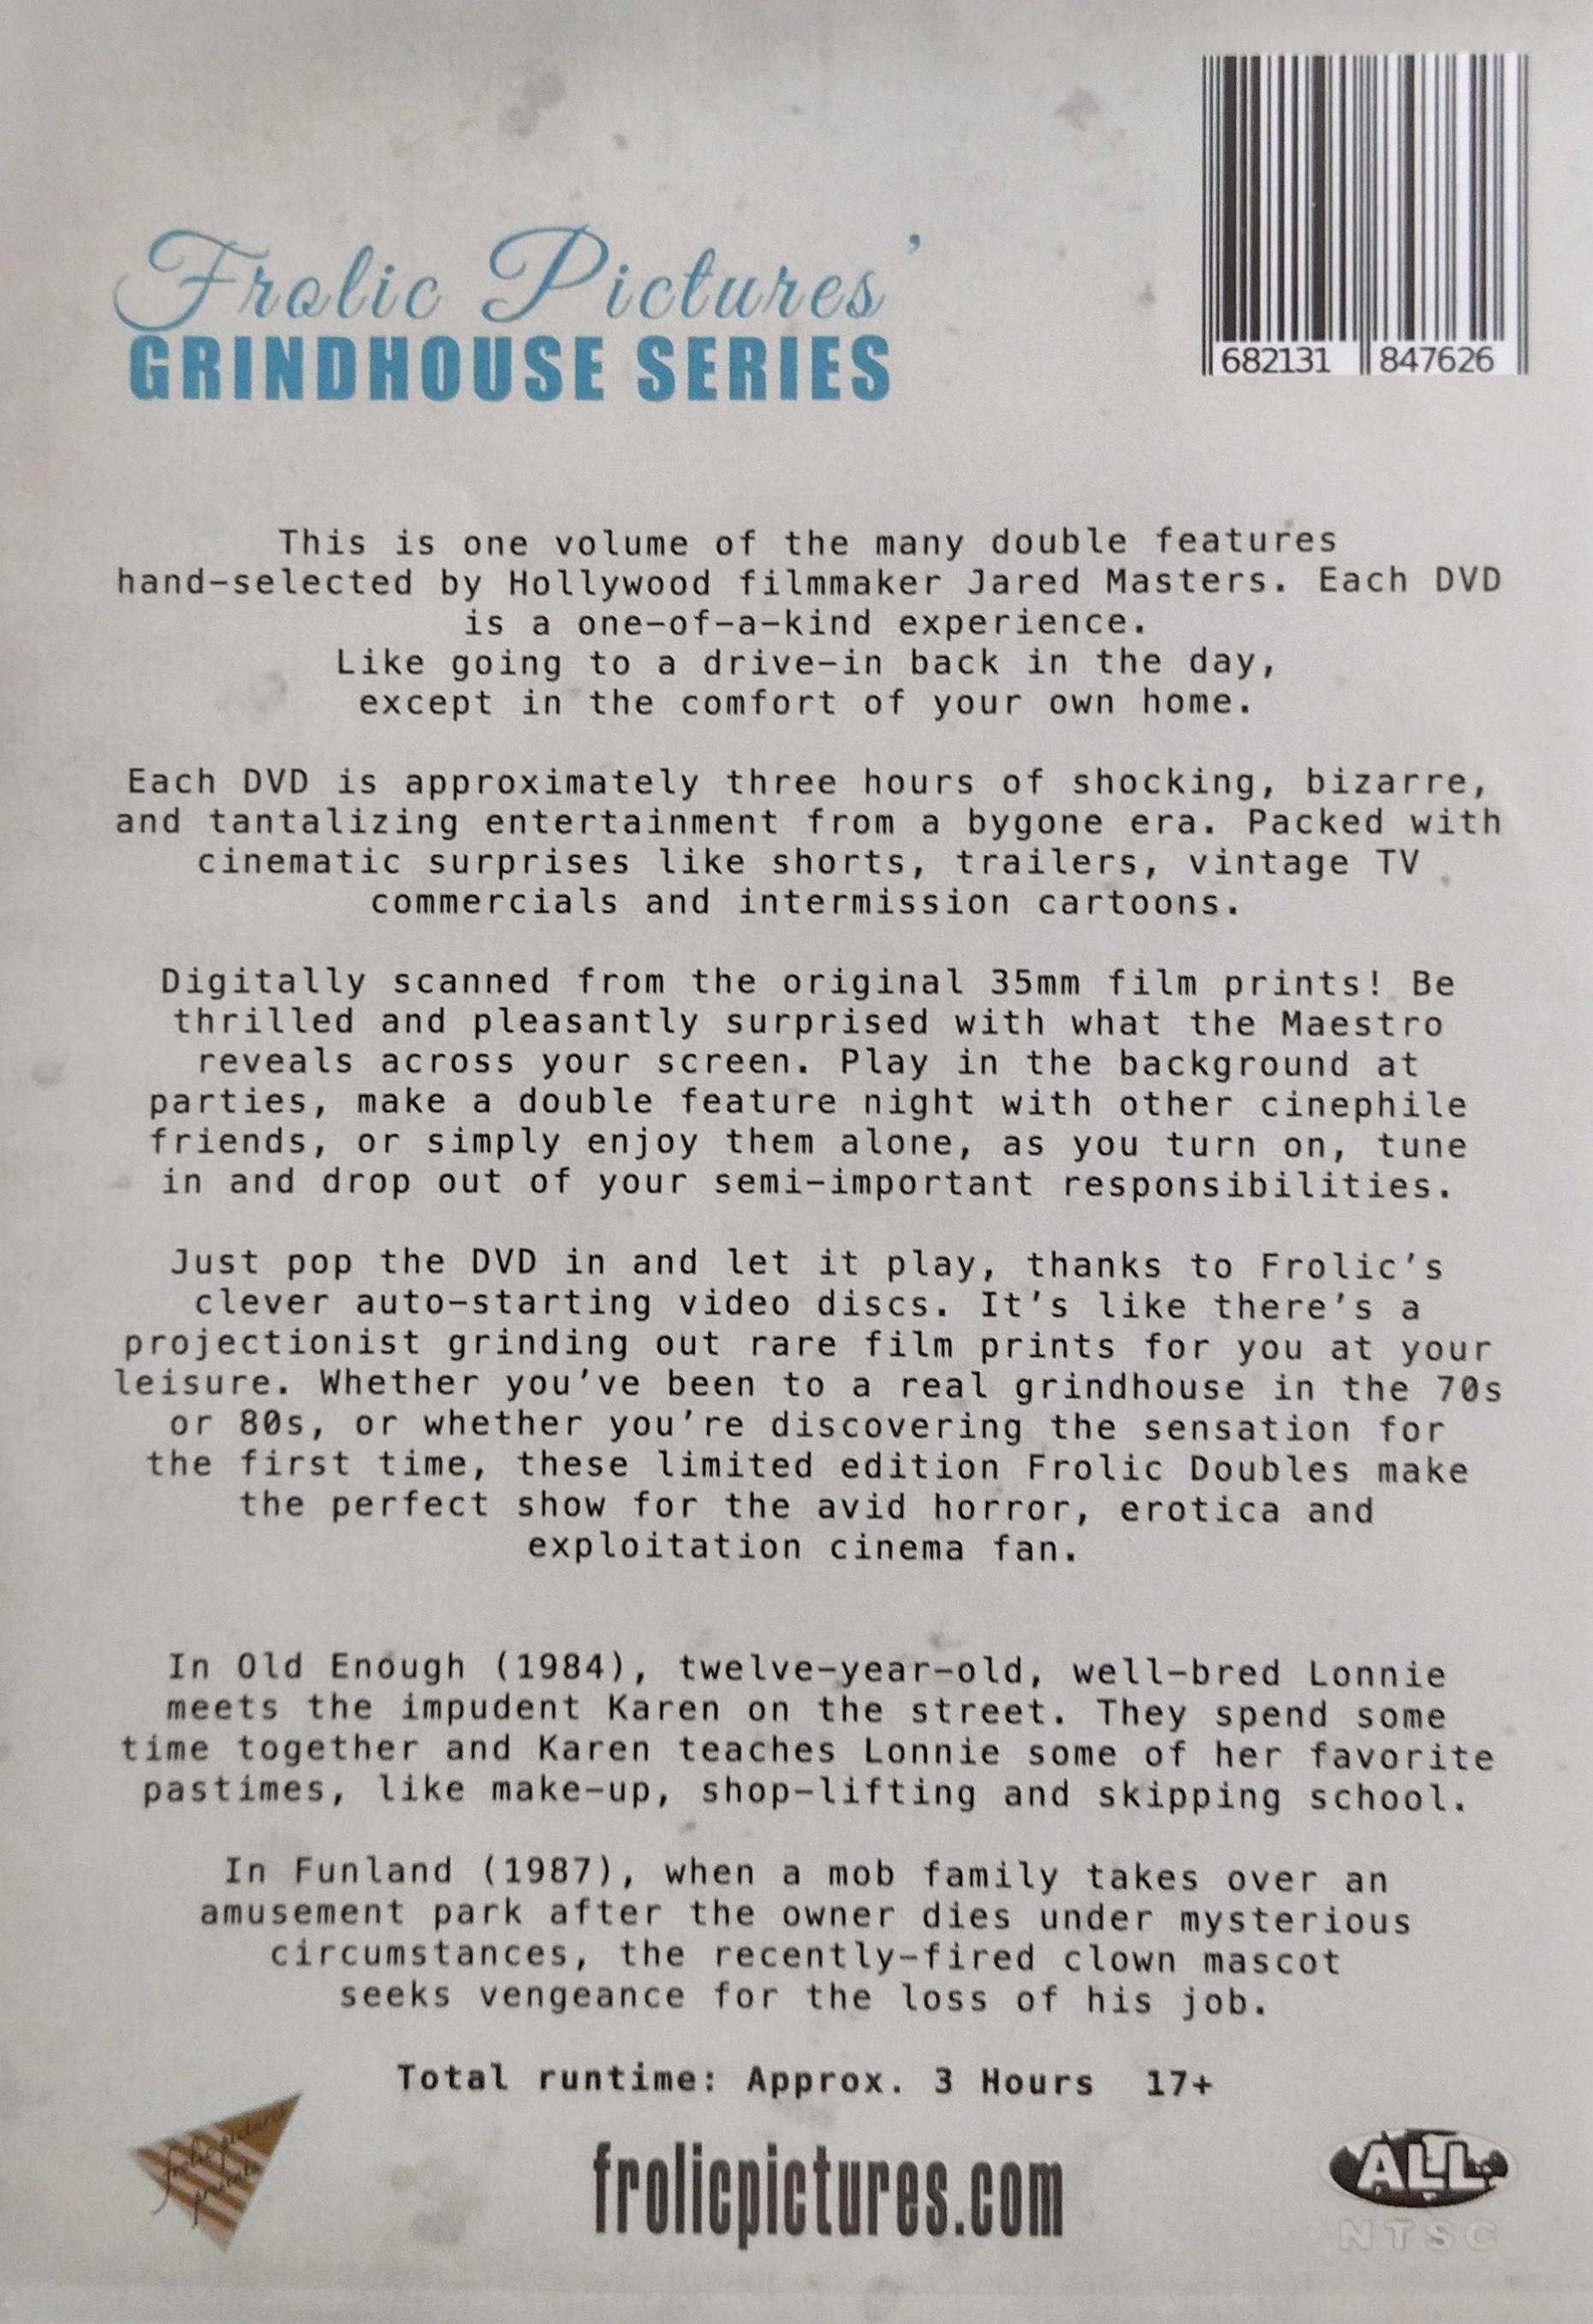 682131 847626
Frolic Pictures'
GRINDHOUSE SERIES
This is one volume of the many double features
hand-selected by Hollywood filmmaker Jared Masters. Each DVD
is a one-of-a-kind experience.
Like going to a drive-in back in the day,
except in the comfort of your own home.
Each DVD is approximately three hours of shocking, bizarre,
and tantalizing entertainment from a bygone era. Packed with
cinematic surprises like shorts, trailers, vintage TV
commercials and intermission cartoons.
Digitally scanned from the original 35mm film prints! Be
thrilled and pleasantly surprised with what the Maestro
reveals across your screen. Play in the background at
parties, make a double feature night with other cinephile
friends, or simply enjoy them alone, as you turn on, tune
in and drop out of your semi-important responsibilities.
Just pop the DVD in and let it play, thanks to Frolic's
clever auto-starting video discs. It's like there's a
projectionist grinding out rare film prints for you at your
leisure. Whether you've been to a real grindhouse in the 70s
or 80s, or whether you're discovering the sensation for
the first time, these limited edition Frolic Doubles make
the perfect show for the avid horror, erotica and
exploitation cinema fan.
In Old Enough (1984), twelve-year-old, well-bred Lonnie
meets the impudent Karen on the street. They spend some
time together and Karen teaches Lonnie some of her favorite
pastimes, like make-up, shop-lifting and skipping school.
In Funland (1987), when a mob family takes over an
amusement park after the owner dies under mysterious
circumstances, the recently-fired clown mascot
seeks vengeance for the loss of his job.
Total runtime: Approx. 3 Hours 17+
frolic pictures
presents
frolicpictures.com
ALL
NTSC